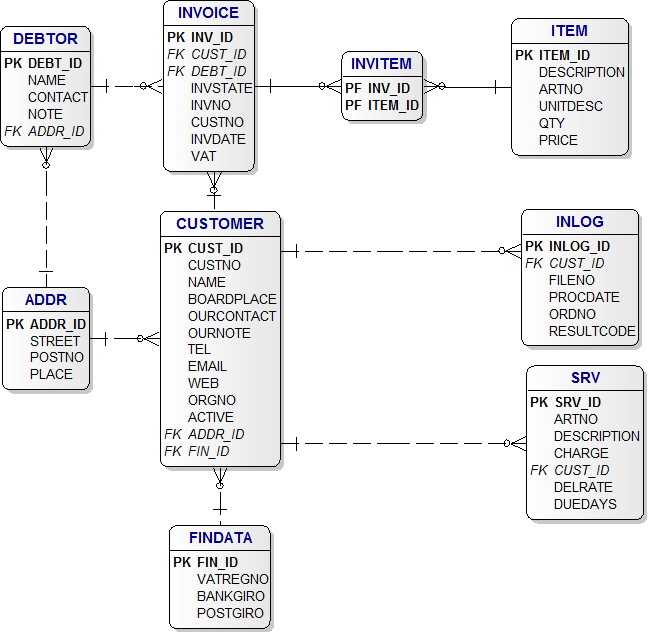 DEBTOR
PK DEBT_ID
NAME
CONTACT
NOTE
FK ADDR_ID
INVOICE
PK INV_ID
FK CUST_ID
FK DEBT_ID
INVSTATE
INVNO
CUSTNO
INVDATE
VAT
INVITEM
PF INV_ID
PF ITEM_ID
ITEM
PK ITEM_ID
DESCRIPTION
ARTNO
UNITDESC
QTY
PRICE
ADDR
PK ADDR_ID
STREET
POSTNO
PLACE
CUSTOMER
PK CUST_ID
CUSTNO
NAME
BOARDPLACE
OURCONTACT
OURNOTE
TEL
EMAIL
WEB
ORGNO
ACTIVE
FK ADDR_ID
FK FIN_ID
INLOG
PK INLOG_ID
FK CUST_ID
FILENO
PROCDATE
ORDNO
RESULTCODE
SRV
PK SRV_ID
ARTNO
DESCRIPTION
CHARGE
FK CUST_ID
DELRATE
DUEDAYS
FINDATA
PK FIN_ID
VATREGNO
BANKGIRO
POSTGIRO